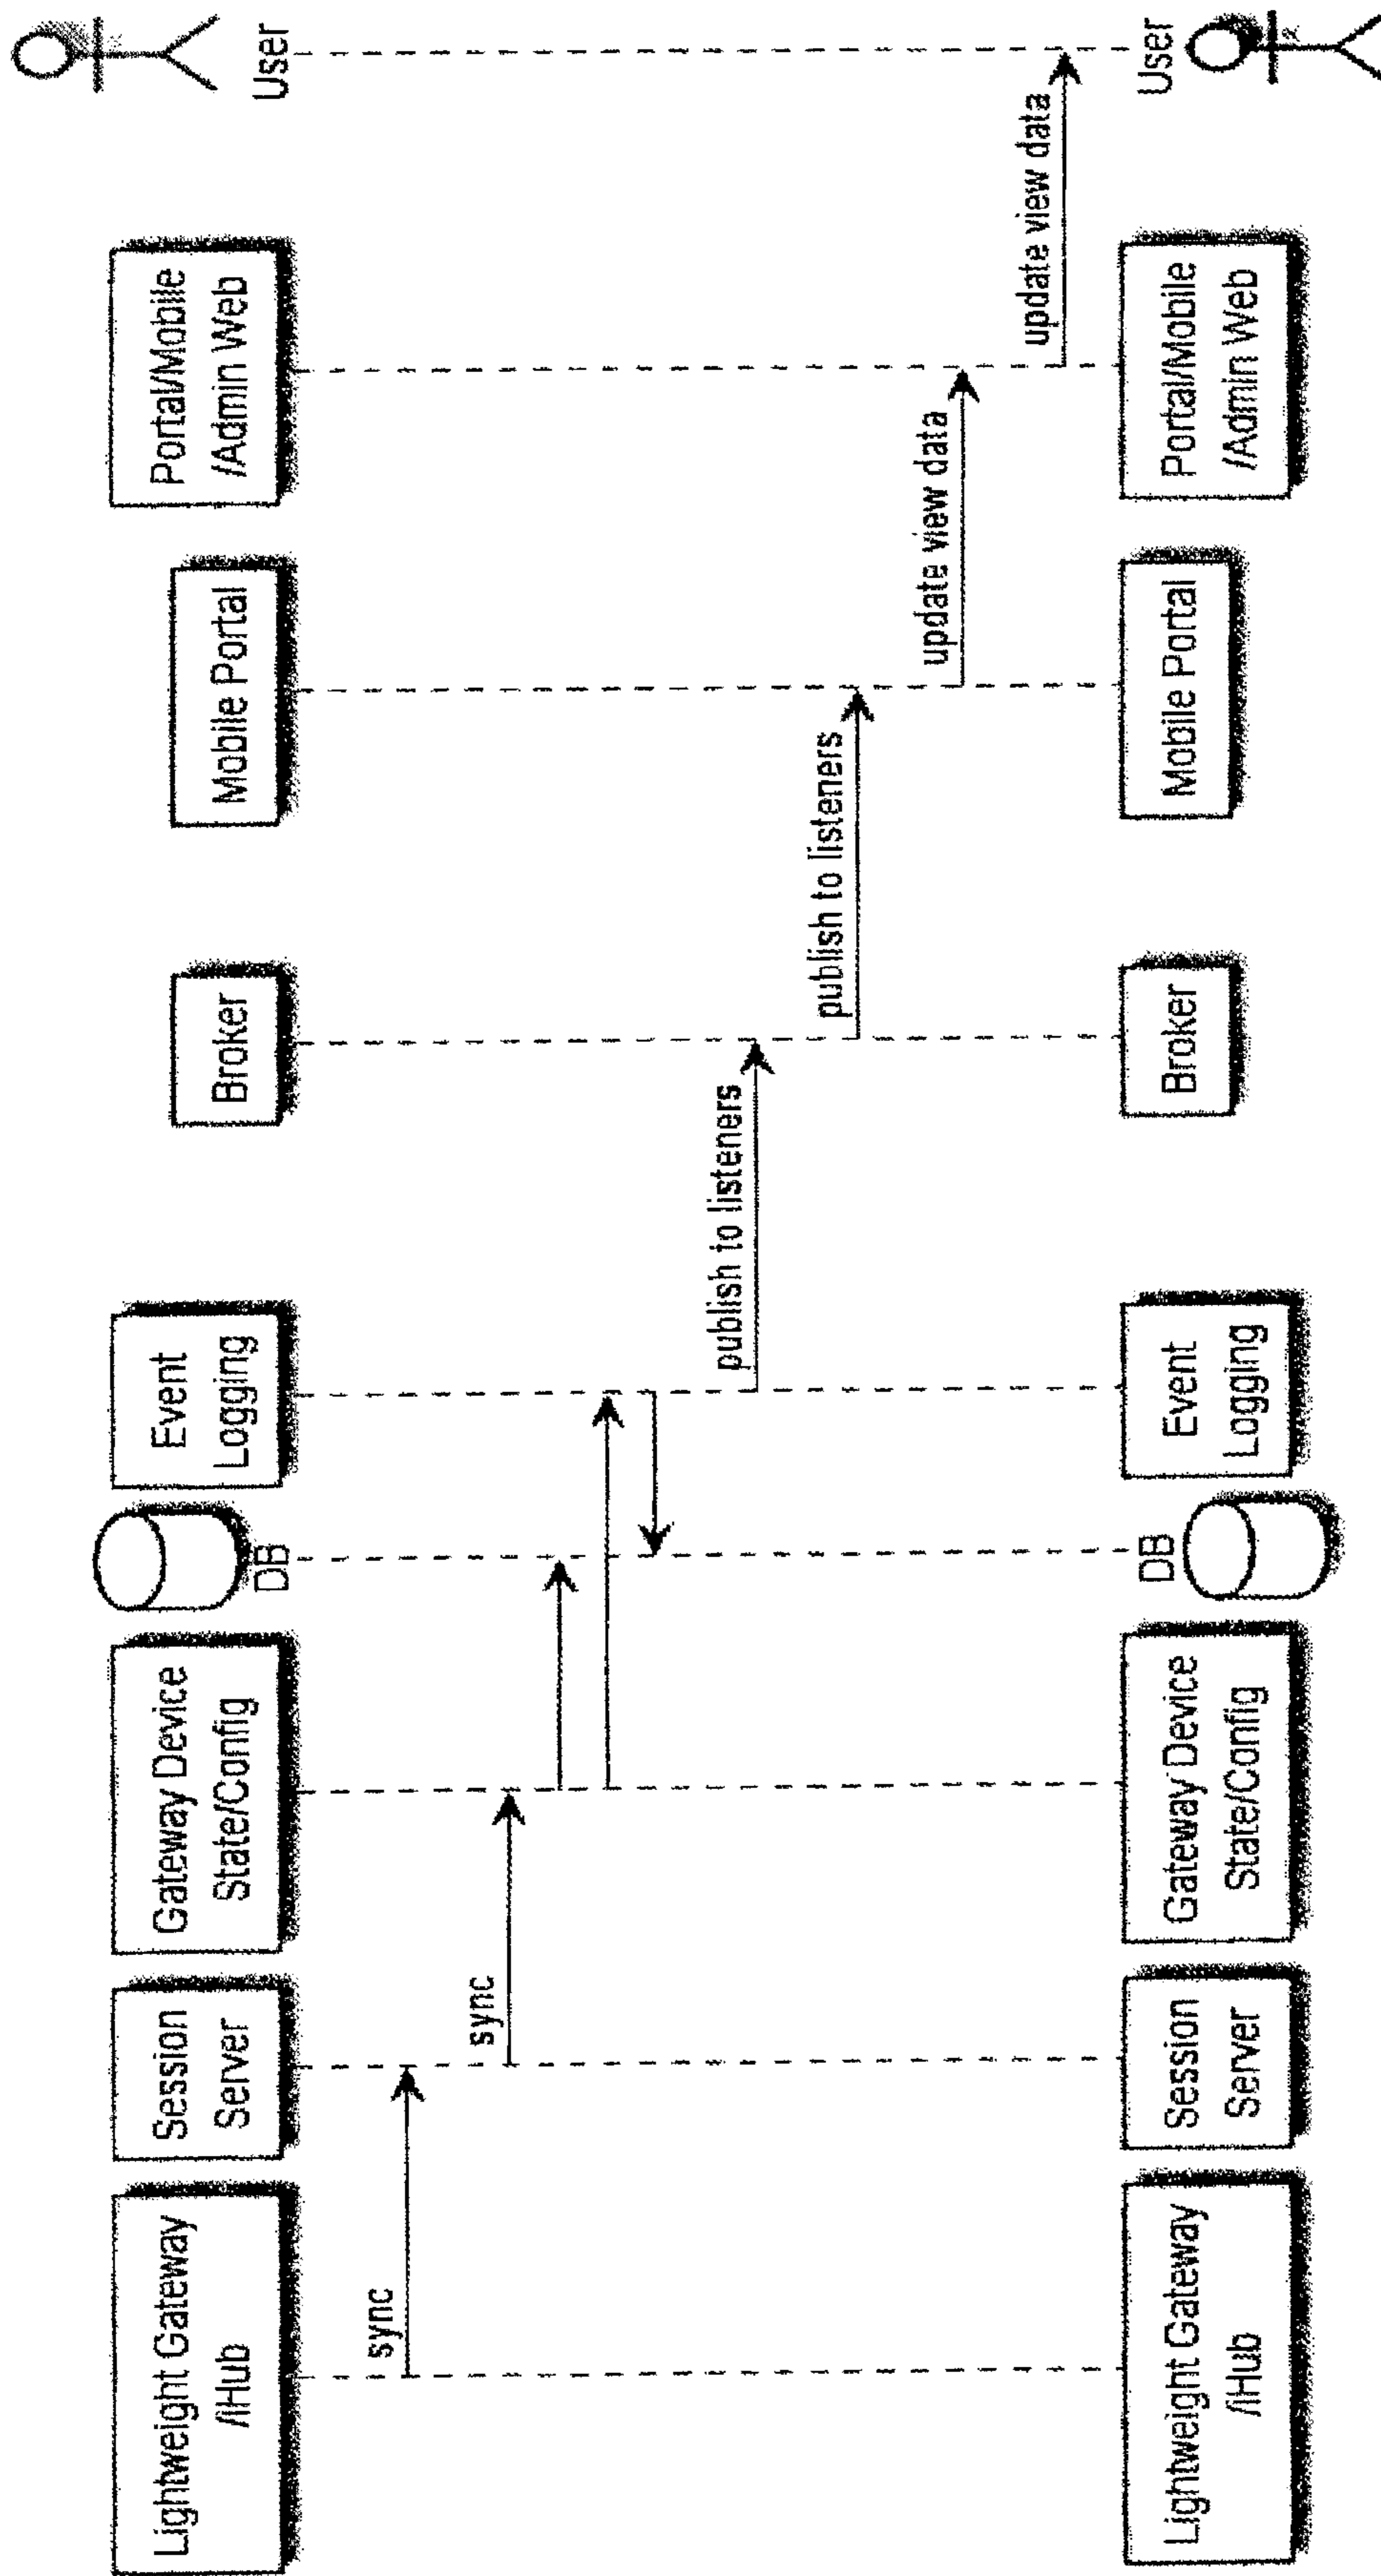 Lightweight Gateway
/iHub
Session
Server
Gateway Device
State/Config
DB
Event
Logging
Broker
Mobile Portal
Portal/Mobile
/Admin Web
User
sync
sync
publish to listeners
publish to listeners
update view data
update view data
Lightweight Gateway
/iHub
Session
Server
Gateway Device
State/Config
DB
Event
Logging
Broker
Mobile Portal
Portal/Mobile
/Admin Web
User